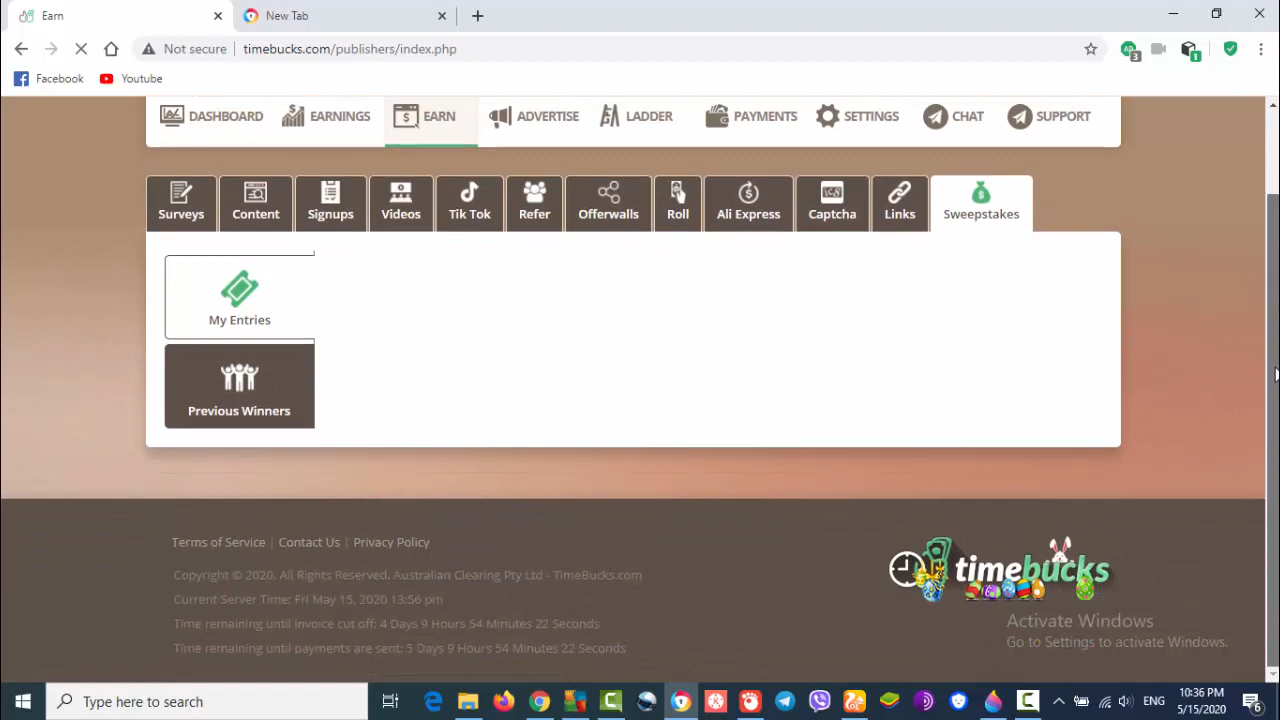 Earn
New Tab
Not secure
timebucks.com/publishers/index.php
3
1
Facebook
Youtube
DASHBOARD
EARNINGS
EARN
ADVERTISE
LADDER
PAYMENTS
SETTINGS
CHAT
SUPPORT
Surveys
Content
Signups
Videos
Tik Tok
Refer
Offerwalls
Roll
Ali Express
Captcha
Links
Sweepstakes
My Entries
Previous Winners
Terms of Service | Contact Us | Privacy Policy
Copyright © 2020. All Rights Reserved. Australian Clearing Pty Ltd - TimeBucks.com
Current Server Time: Fri May 15, 2020 13:56 pm
Time remaining until invoice cut off: 4 Days 9 Hours 54 Minutes 22 Seconds
Time remaining until payments are sent: 5 Days 9 Hours 54 Minutes 22 Seconds
timebucks
Activate Windows
Go to Settings to activate Windows.
Type here to search
ENG
10:36 PM
5/15/2020
6